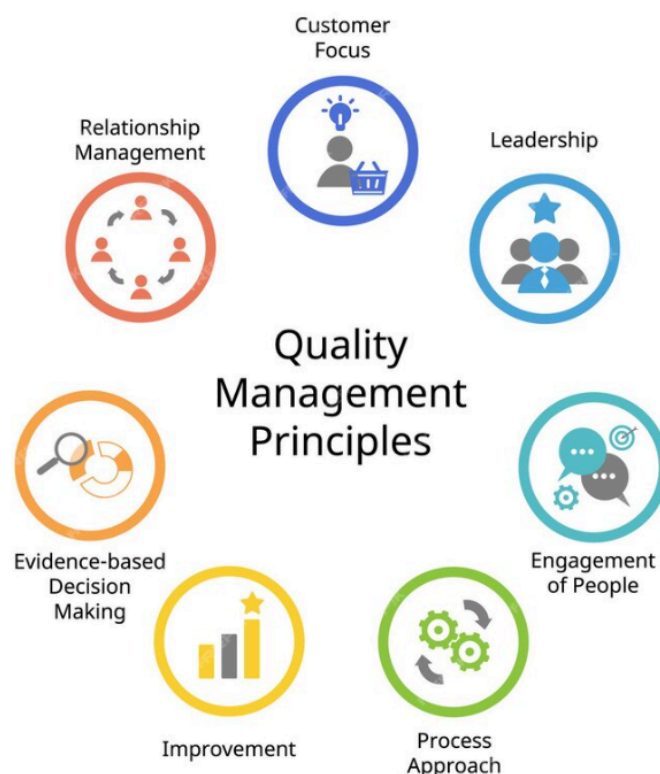 Customer
Focus
Leadership
Engagement
of People
Process
Approach
Improvement
Evidence-based
Decision
Making
Relationship
Management
Quality
Management
Principles